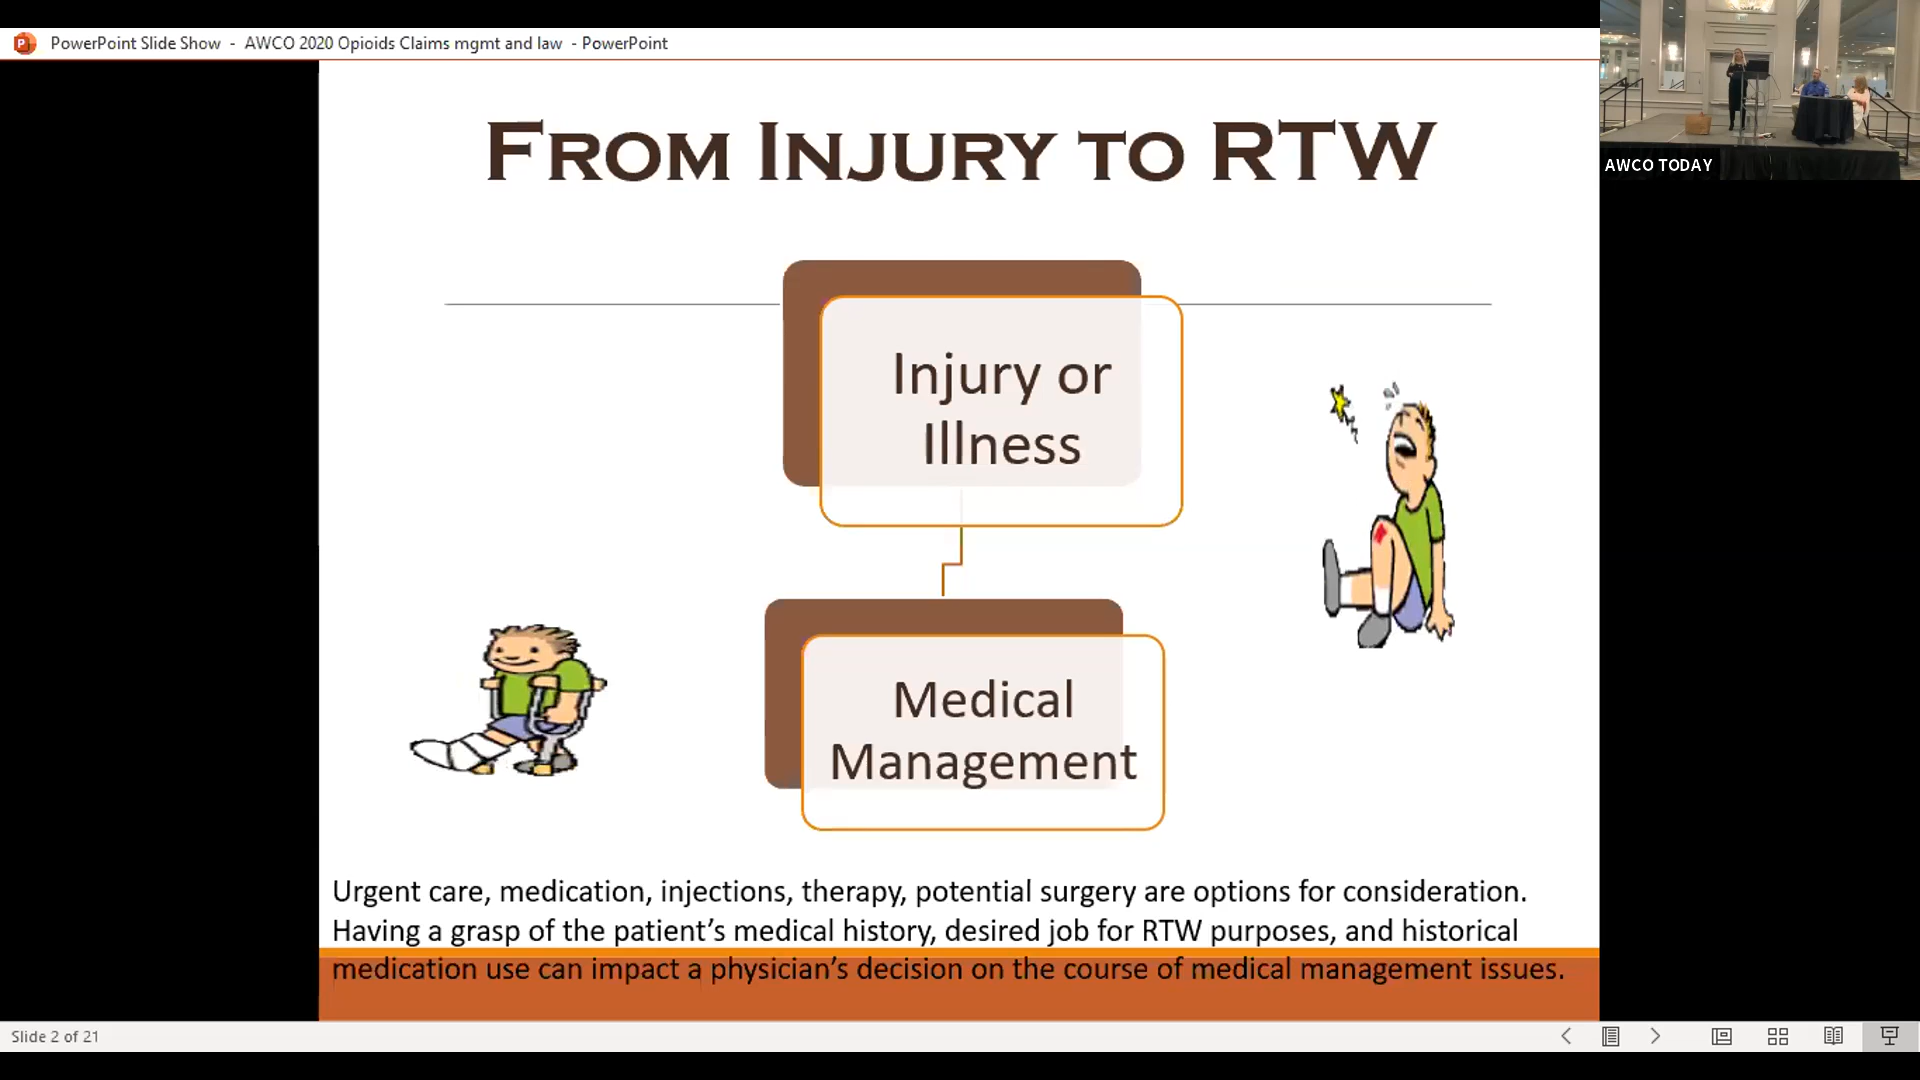 PowerPoint Slide Show - AWCO 2020 Opioids Claims mgmt and law - PowerPoint
AWCO TODAY
FROM INJURY TO RTW
Injury or
Illness
Medical
Management
Urgent care, medication, injections, therapy, potential surgery are options for consideration.
Having a grasp of the patient’s medical history, desired job for RTW purposes, and historical
medication use can impact a physician’s decision on the course of medical management issues.
Slide 2 of 21